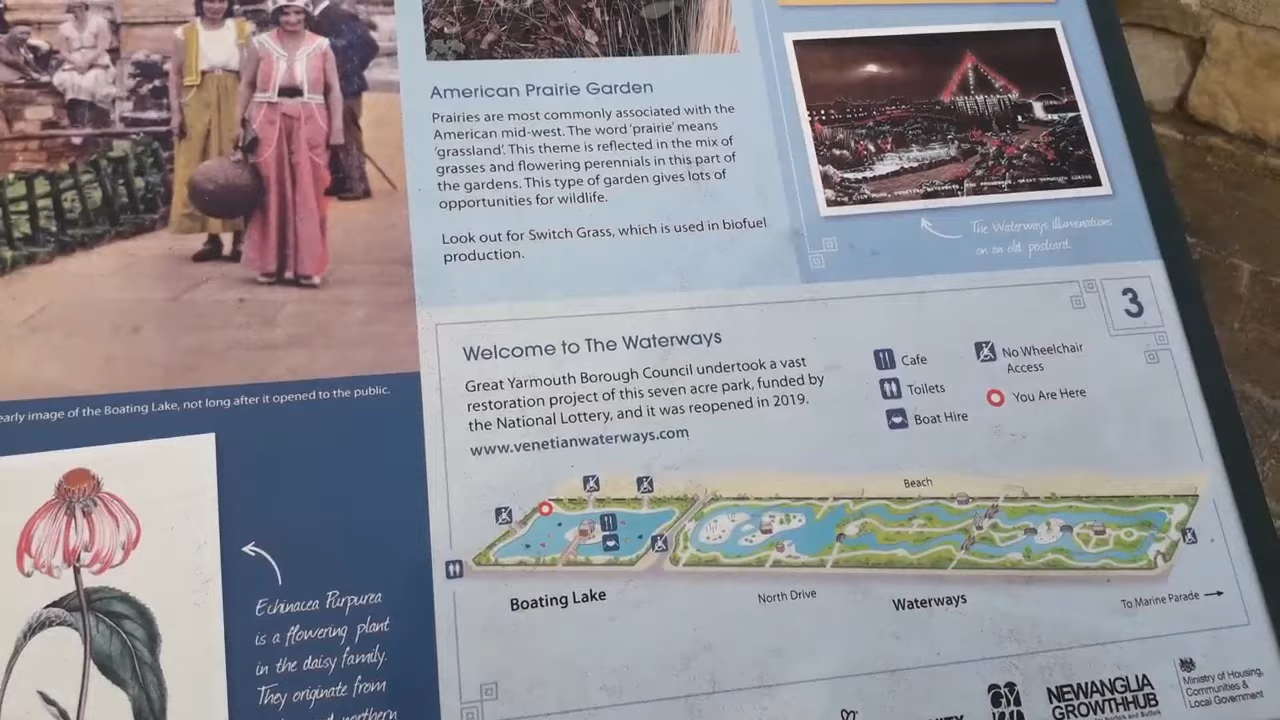 American Prairie Garden
Prairies are most commonly associated with the
American mid-west. The word 'prairie' means
'grassland'. This theme is reflected in the mix of
grasses and flowering perennials in this part of
the gardens. This type of garden gives lots of
opportunities for wildlife.
Look out for Switch Grass, which is used in biofuel
production.
The Waterways illuminations
on an old postcard.
early image of the Boating Lake, not long after it opened to the public.
Echinacea Purpurea
is a flowering plant
in the daisy family.
They originate from
northern
3
Welcome to The Waterways
Great Yarmouth Borough Council undertook a vast
restoration project of this seven acre park, funded by
the National Lottery, and it was reopened in 2019.
www.venetianwaterways.com
Cafe
Toilets
Boat Hire
No Wheelchair
Access
You Are Here
Beach
Boating Lake
North Drive
Waterways
To Marine Parade
NEWANGLIA
GROWTHHUB
Ministry of Housing,
Communities &
Local Government